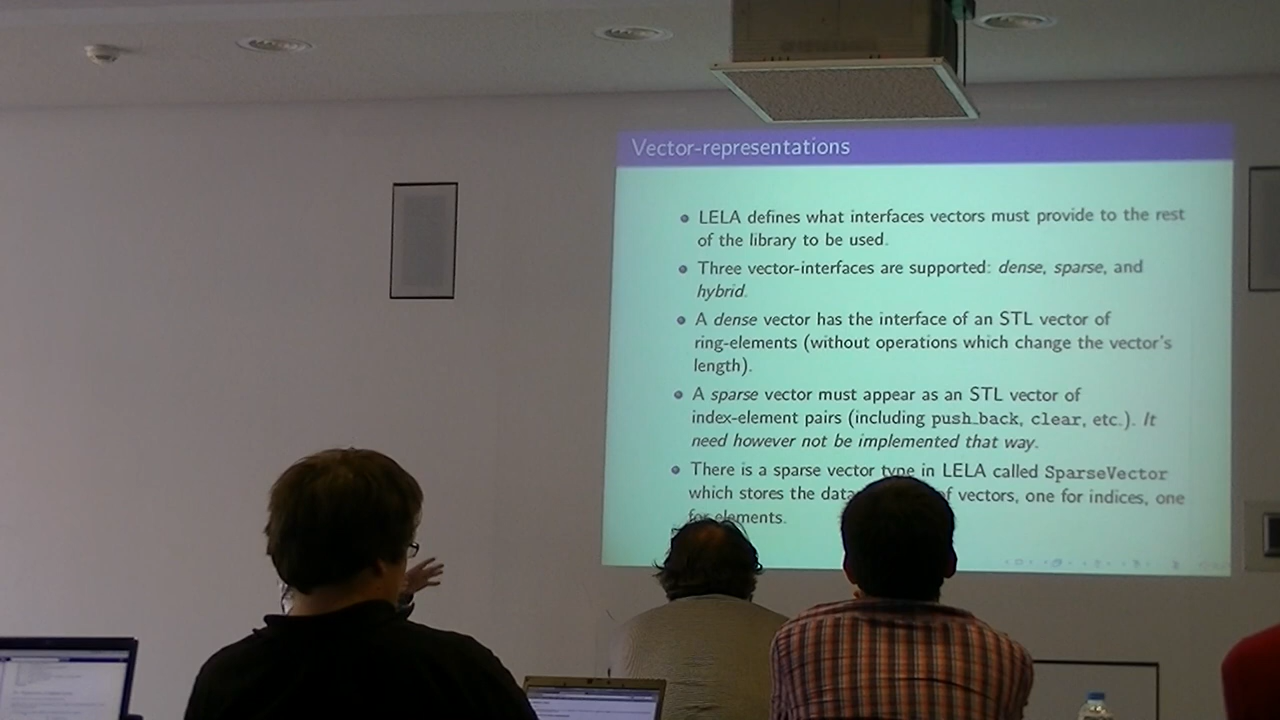 Vector-representations
LELA defines what interfaces vectors must provide to the rest
of the library to be used.
Three vector-interfaces are supported: dense, sparse, and
hybrid.
A dense vector has the interface of an STL vector of
ring-elements (without operations which change the vector's
length).
A sparse vector must appear as an STL vector of
index-element pairs (including push_back, clear, etc.). It
need however not be implemented that way.
There is a sparse vector type in LELA called SparseVector
which stores the data of vectors, one for indices, one
for elements.